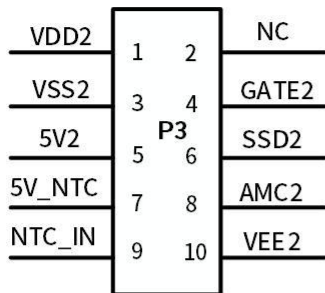 VDD2 1 2 NC
VSS2 3 4 GATE2
P3
5V2 5 6 SSD2
5V_NTC 7 8 AMC2
NTC_IN 9 10 VEE2